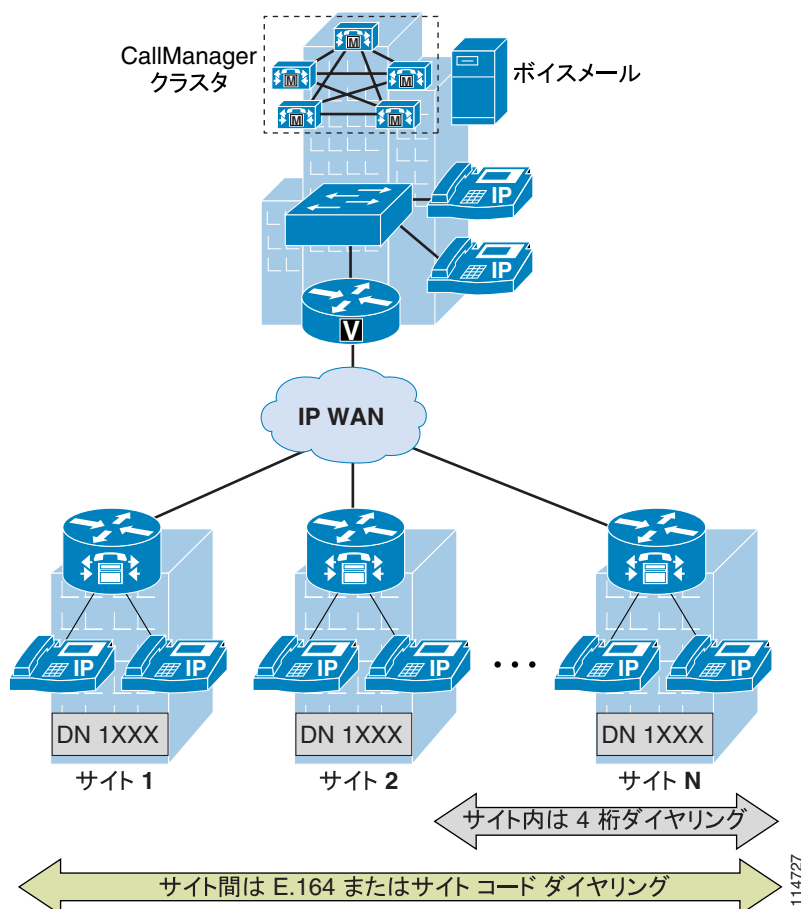 CallManager
クラスタ
M
M
M
M
M
ボイスメール
IP
IP
V
IP WAN
IP
IP
IP
IP
IP
IP
...
DN 1XXX
DN 1XXX
DN 1XXX
サイト 1
サイト 2
サイト N
サイト内は 4 桁ダイヤリング
サイト間は E.164 またはサイト コード ダイヤリング
114727